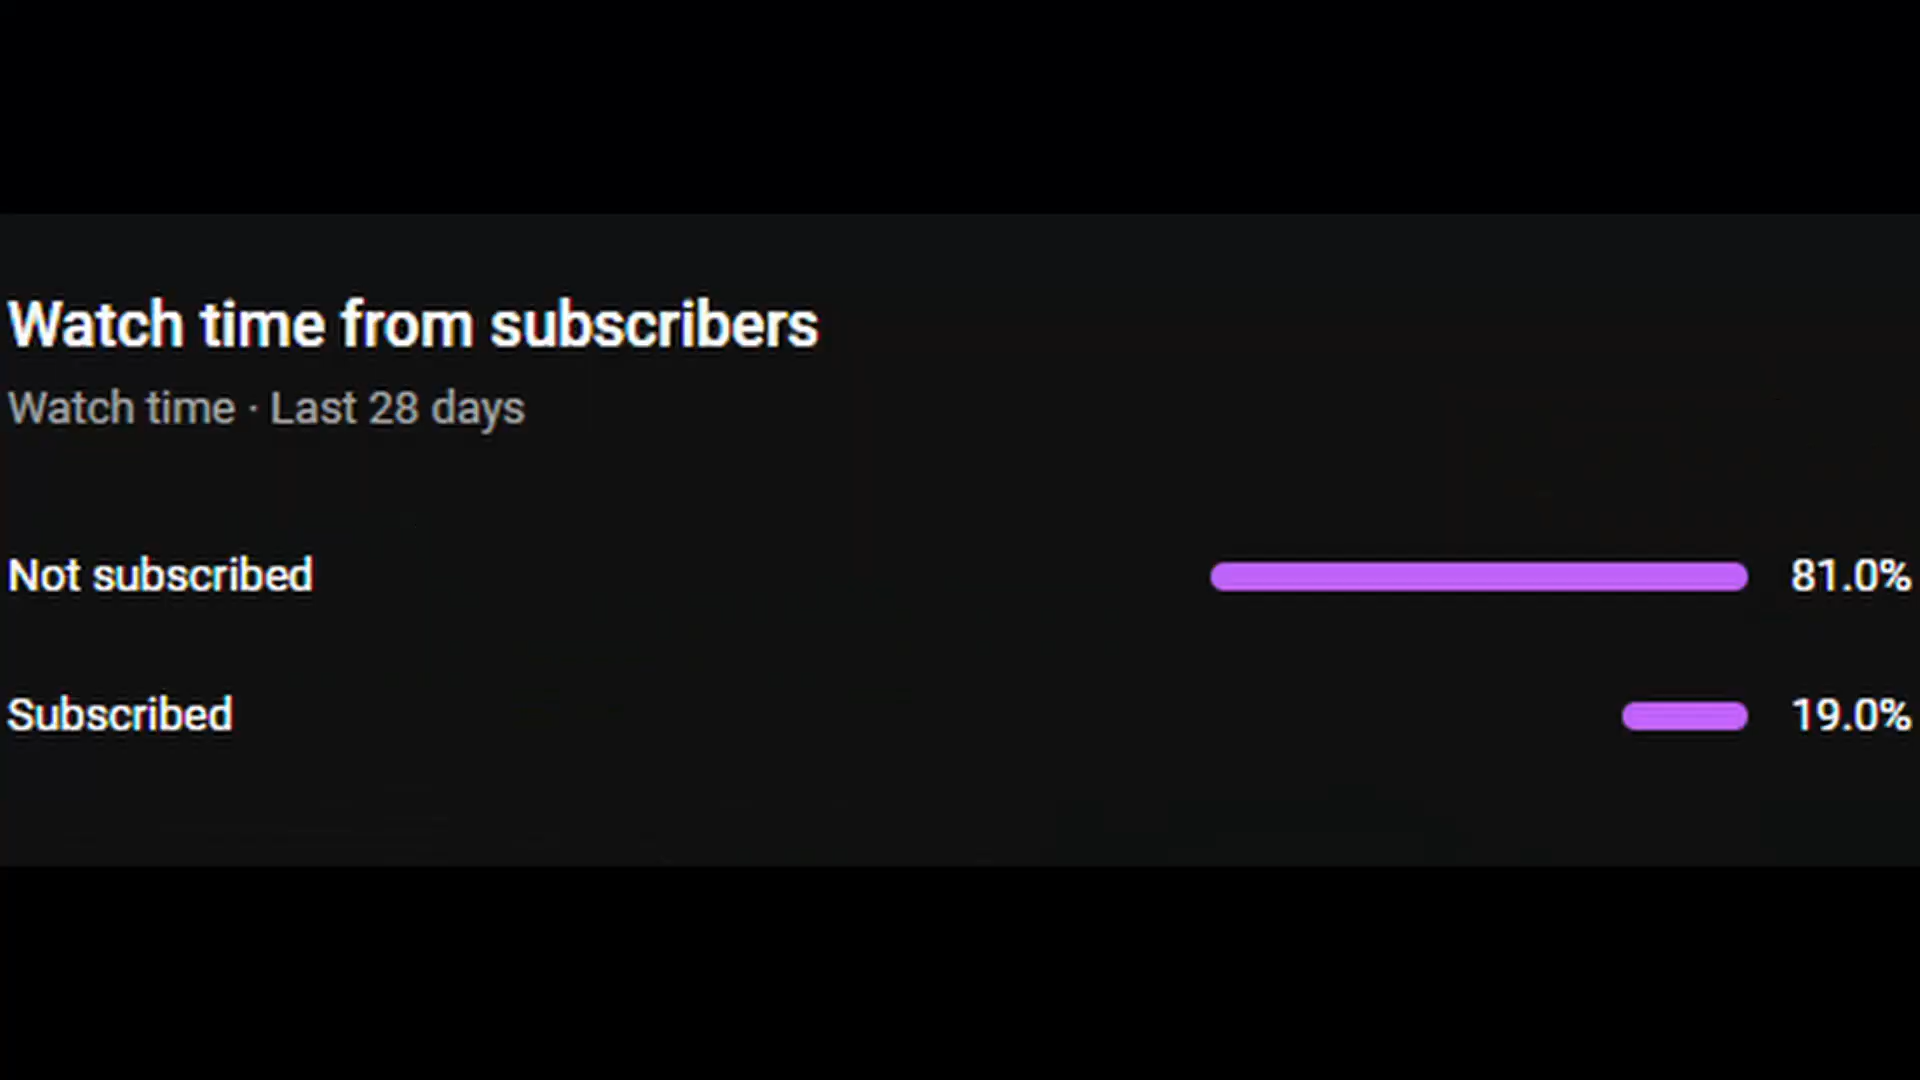 Watch time from subscribers
Watch time · Last 28 days
Not subscribed 81.0%
Subscribed 19.0%